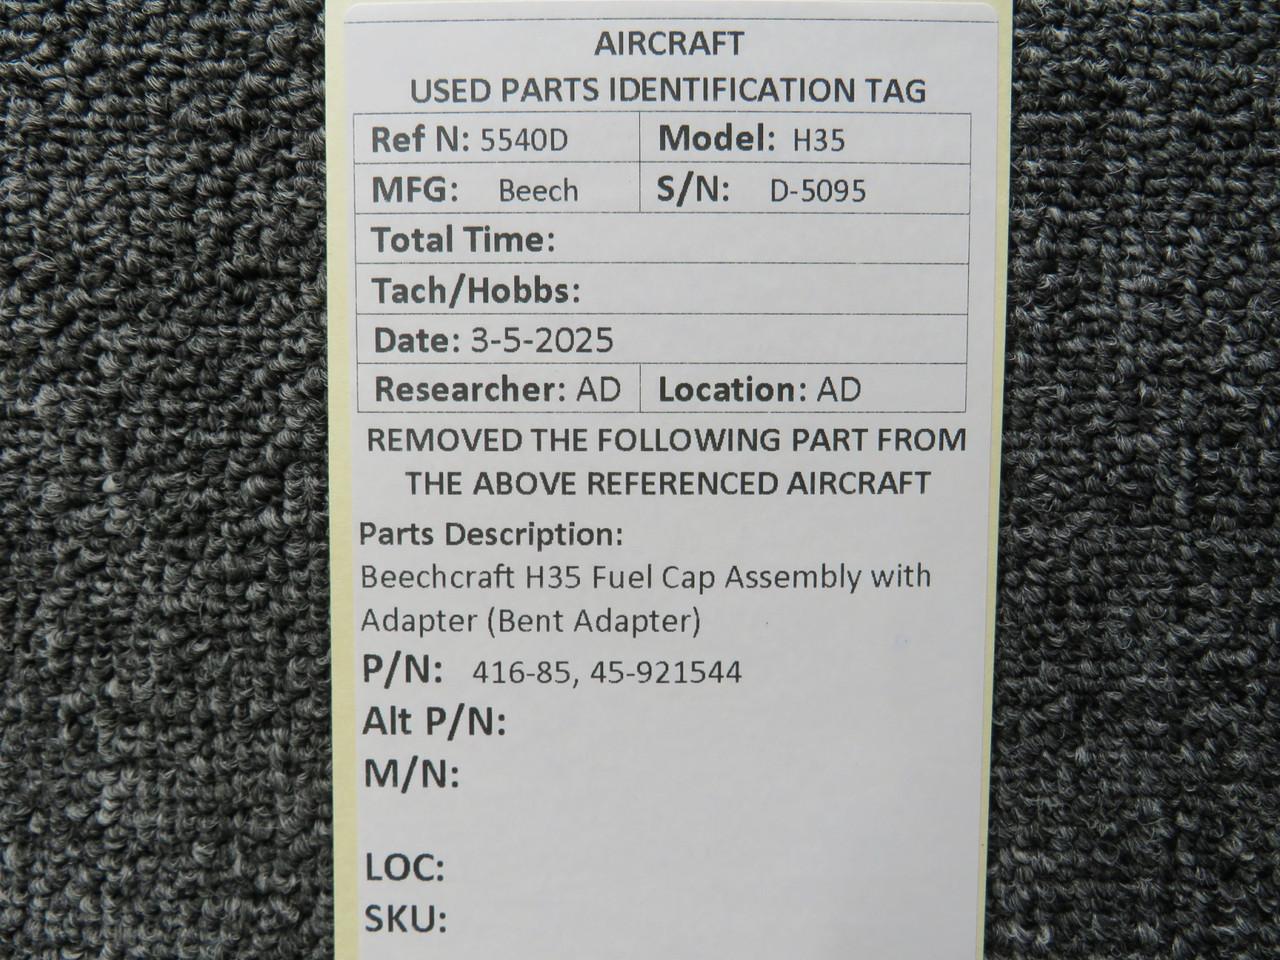 AIRCRAFT
USED PARTS IDENTIFICATION TAG
Ref N: 5540D Model: H35
MFG: Beech S/N: D-5095
Total Time:
Tach/Hobbs:
Date: 3-5-2025
Researcher: AD Location: AD
REMOVED THE FOLLOWING PART FROM
THE ABOVE REFERENCED AIRCRAFT
Parts Description:
Beechcraft H35 Fuel Cap Assembly with
Adapter (Bent Adapter)
P/N: 416-85, 45-921544
Alt P/N:
M/N:
LOC:
SKU: